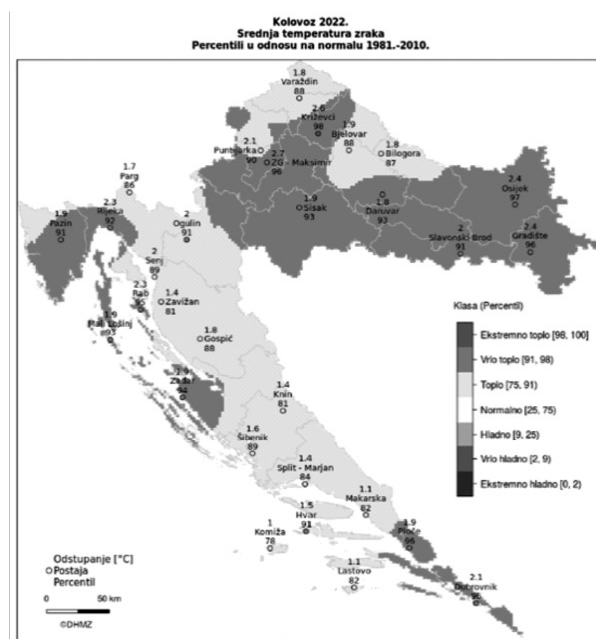 Kolovoz 2022.
Srednja temperatura zraka
Percentili u odnosu na normalu 1981.-2010.
1.8
Varaždin
88
2.6
Križevci
98
1.9
Bjelovar
88
2.1
Puntijarka
90
2.7
ZG - Maksimir
98
1.8
Bilogora
87
1.7
Parg
86
2.4
Osijek
97
1.9
Pazin
91
2.3
Rijeka
92
2
Ogulin
91
1.9
Sisak
93
1.8
Daruvar
93
2
Slavonski Brod
91
2.4
Gradište
96
2
Senj
89
2.3
Rab
95
1.4
Zavižan
81
1.9
Mali Lošinj
93
1.8
Gospić
88
1.9
Zadar
94
1.4
Knin
81
1.6
Šibenik
89
1.4
Split - Marjan
84
1.1
Makarska
82
1.5
Hvar
91
1
Komiža
78
1.9
Ploče
96
1.1
Lastovo
82
2.1
Dubrovnik
Klasa (Percentil)
Ekstremno toplo [98, 100]
Vrlo toplo [91, 98)
Toplo [75, 91)
Normalno [25, 75)
Hladno [9, 25)
Vrlo hladno [2, 9)
Ekstremno hladno [0, 2)
Odstupanje [°C]
Postaja
Percentil
0 50 km
©DHMZ